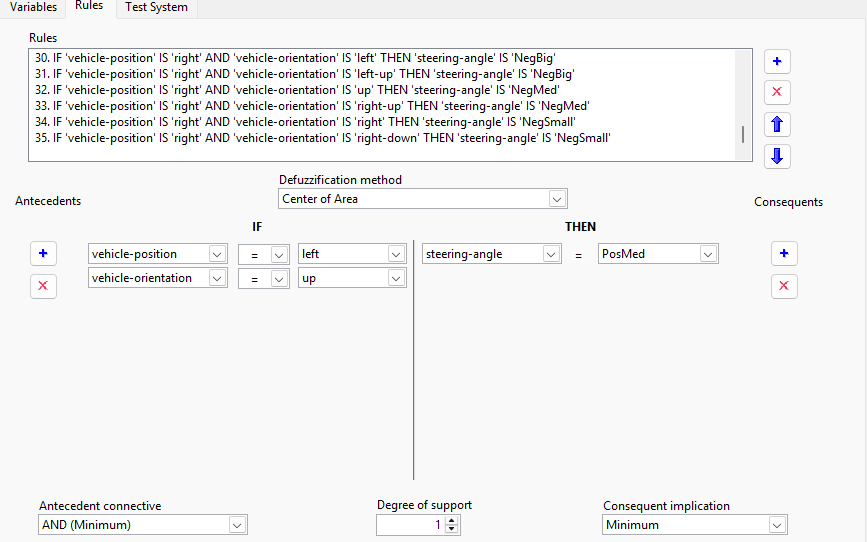 Variables Rules Test System
Rules
30. IF 'vehicle-position' IS 'right' AND 'vehicle-orientation' IS 'left' THEN 'steering-angle' IS 'NegBig'
31. IF 'vehicle-position' IS 'right' AND 'vehicle-orientation' IS 'left-up' THEN 'steering-angle' IS 'NegBig'
32. IF 'vehicle-position' IS 'right' AND 'vehicle-orientation' IS 'up' THEN 'steering-angle' IS 'NegMed'
33. IF 'vehicle-position' IS 'right' AND 'vehicle-orientation' IS 'right-up' THEN 'steering-angle' IS 'NegMed'
34. IF 'vehicle-position' IS 'right' AND 'vehicle-orientation' IS 'right' THEN 'steering-angle' IS 'NegSmall'
35. IF 'vehicle-position' IS 'right' AND 'vehicle-orientation' IS 'right-down' THEN 'steering-angle' IS 'NegSmall'
Defuzzification method
Center of Area
Antecedents
Consequents
IF THEN
vehicle-position = left steering-angle = PosMed
vehicle-orientation = up
Antecedent connective
AND (Minimum)
Degree of support
1
Consequent implication
Minimum